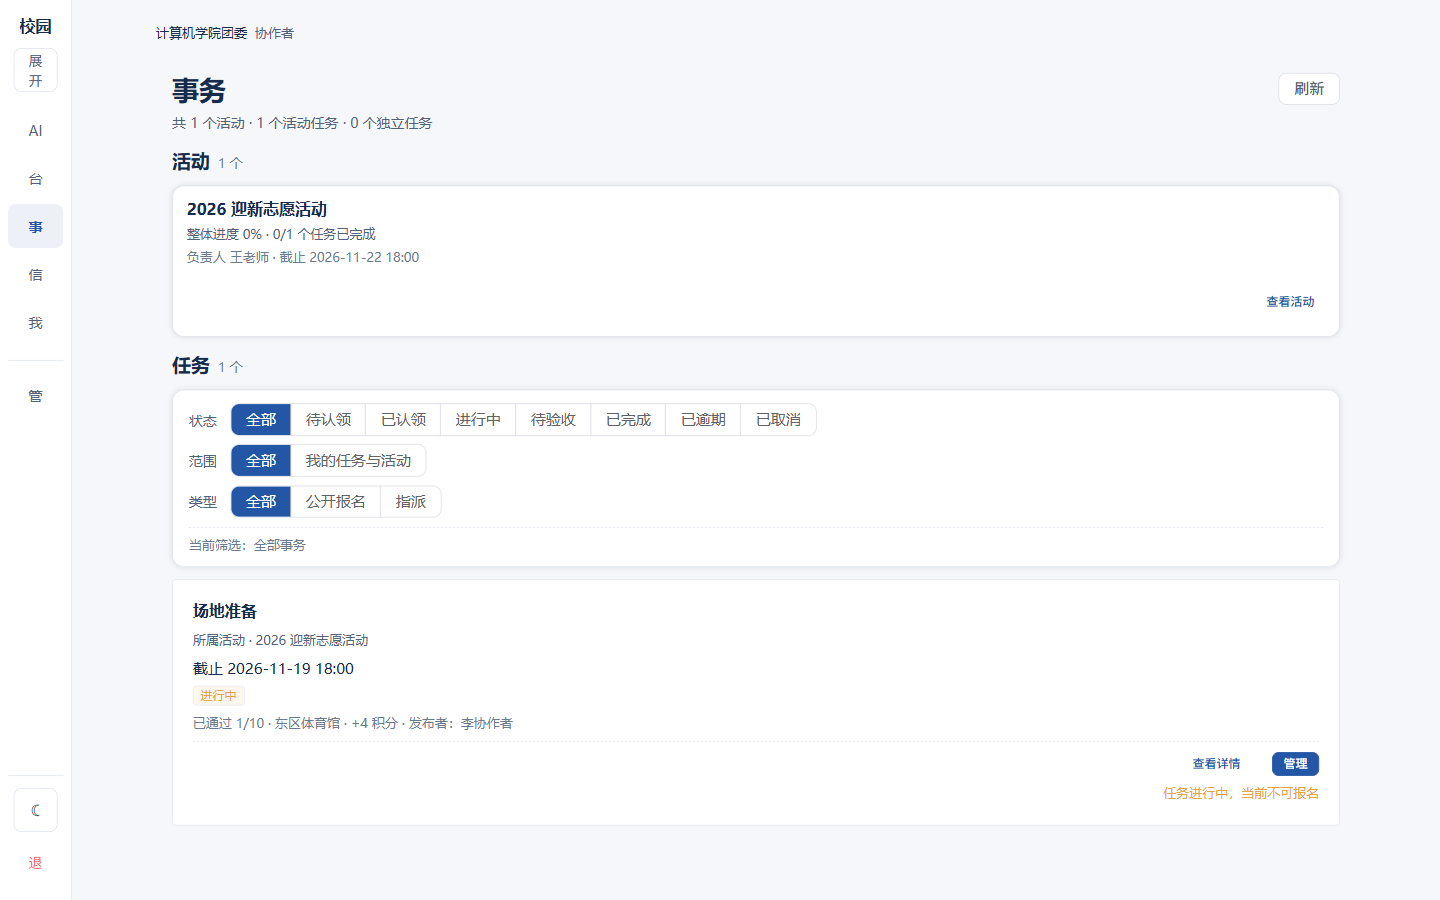 校园
展
开
AI
台
事
信
我
管
☾
退
计算机学院团委 协作者
事务
刷新
共 1 个活动 · 1 个活动任务 · 0 个独立任务
活动 1 个
2026 迎新志愿活动
整体进度 0% · 0/1 个任务已完成
负责人 王老师 · 截止 2026-11-22 18:00
查看活动
任务 1 个
状态 全部 待认领 已认领 进行中 待验收 已完成 已逾期 已取消
范围 全部 我的任务与活动
类型 全部 公开报名 指派
当前筛选：全部事务
场地准备
所属活动 · 2026 迎新志愿活动
截止 2026-11-19 18:00
进行中
已通过 1/10 · 东区体育馆 · +4 积分 · 发布者：李协作者
查看详情 管理
任务进行中，当前不可报名